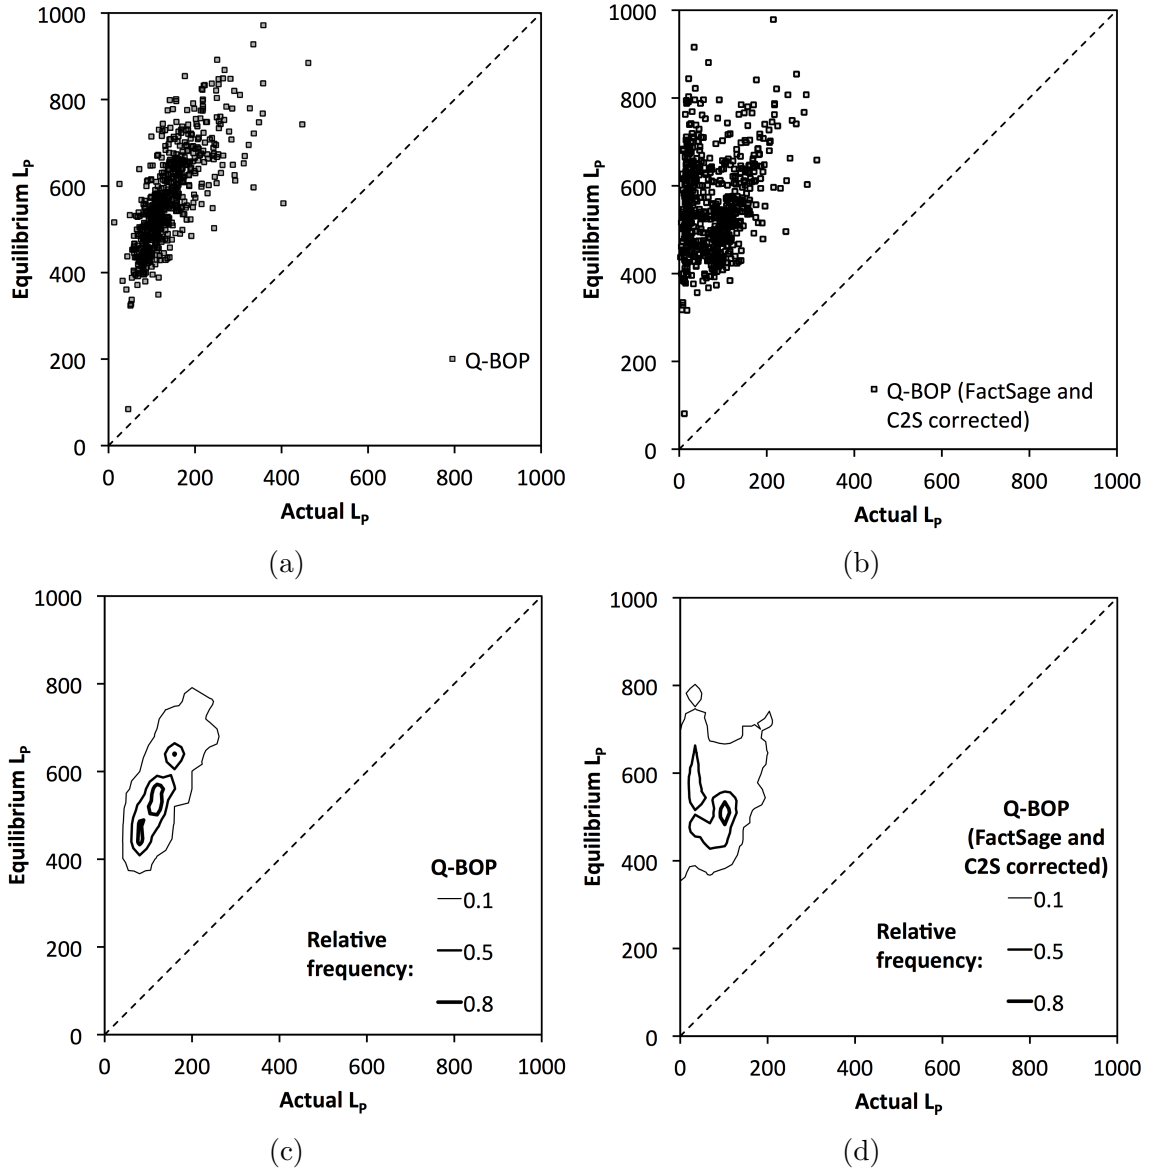 1000
800
600
400
200
0
Equilibrium L_P
Q-BOP
0 200 400 600 800 1000
Actual L_P
(a)
1000
800
600
400
200
0
Equilibrium L_P
Q-BOP (FactSage and
C2S corrected)
0 200 400 600 800 1000
Actual L_P
(b)
1000
800
600
400
200
0
Equilibrium L_P
Q-BOP
0.1
Relative
frequency:
0.5
0.8
0 200 400 600 800 1000
Actual L_P
(c)
1000
800
600
400
200
0
Equilibrium L_P
Q-BOP
(FactSage and
C2S corrected)
0.1
Relative
frequency:
0.5
0.8
0 200 400 600 800 1000
Actual L_P
(d)